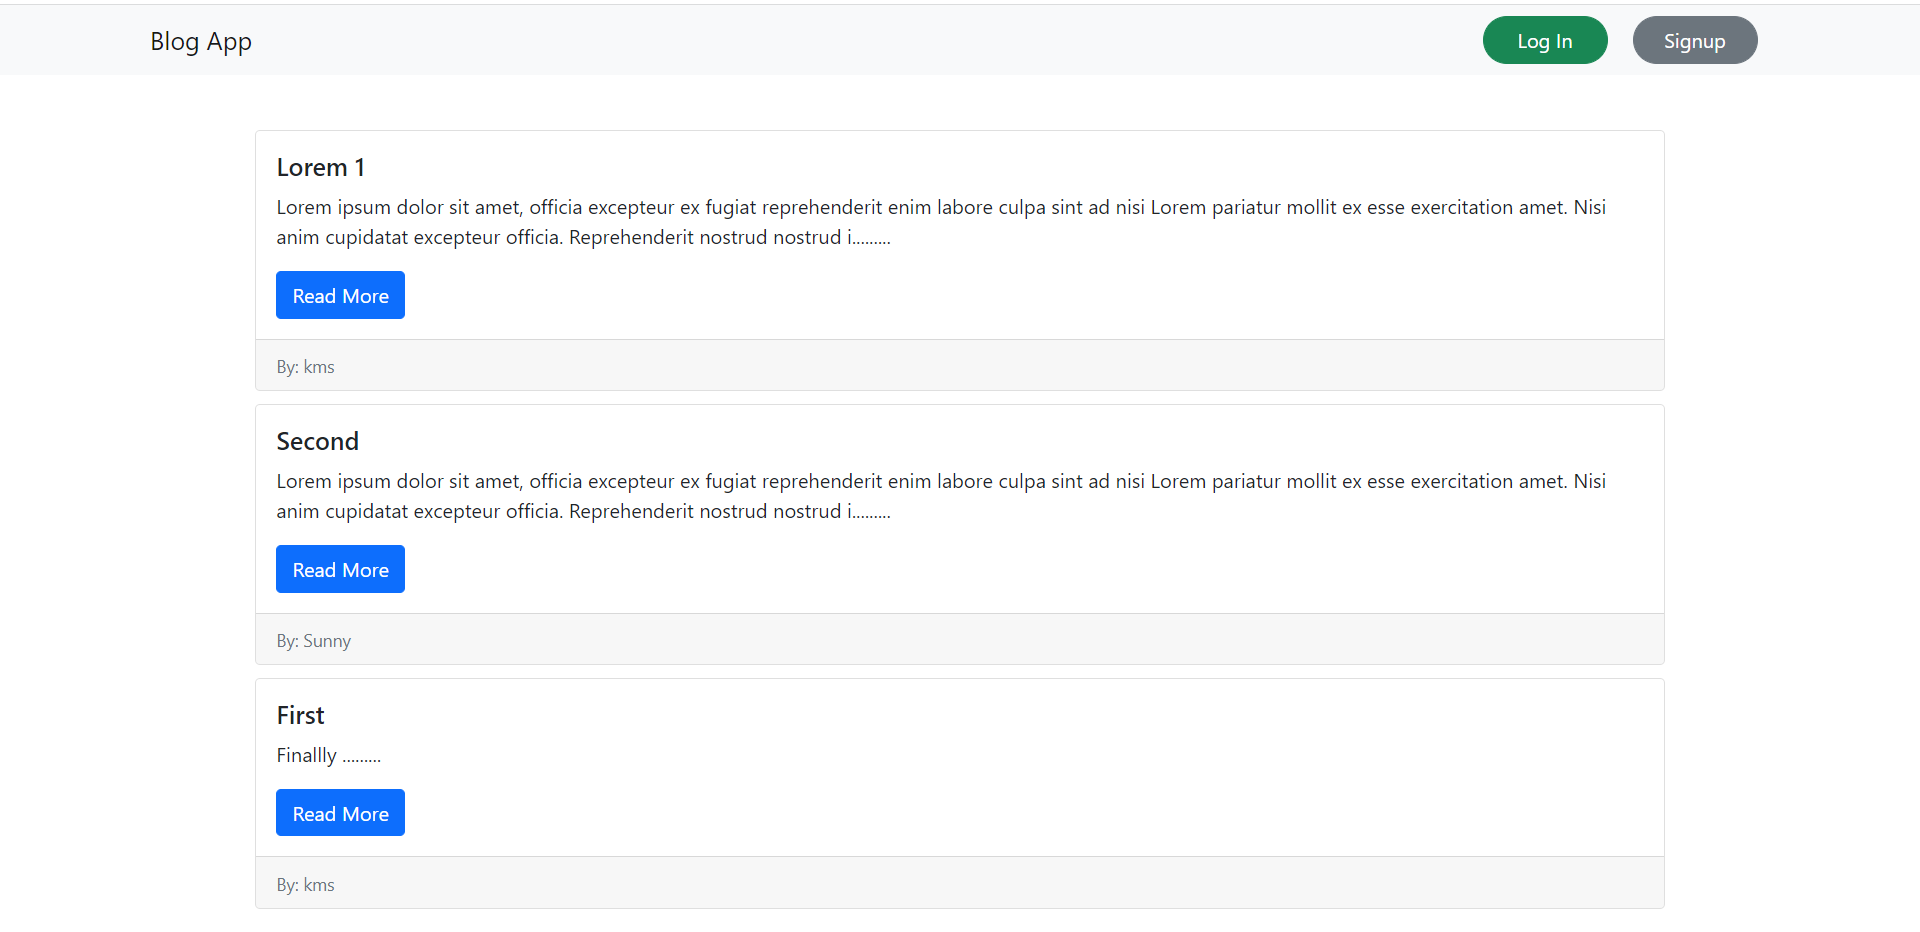 Blog App
Log In
Signup
Lorem 1
Lorem ipsum dolor sit amet, officia excepteur ex fugiat reprehenderit enim labore culpa sint ad nisi Lorem pariatur mollit ex esse exercitation amet. Nisi
anim cupidatat excepteur officia. Reprehenderit nostrud nostrud i.........
Read More
By: kms
Second
Lorem ipsum dolor sit amet, officia excepteur ex fugiat reprehenderit enim labore culpa sint ad nisi Lorem pariatur mollit ex esse exercitation amet. Nisi
anim cupidatat excepteur officia. Reprehenderit nostrud nostrud i.........
Read More
By: Sunny
First
Finallly .........
Read More
By: kms